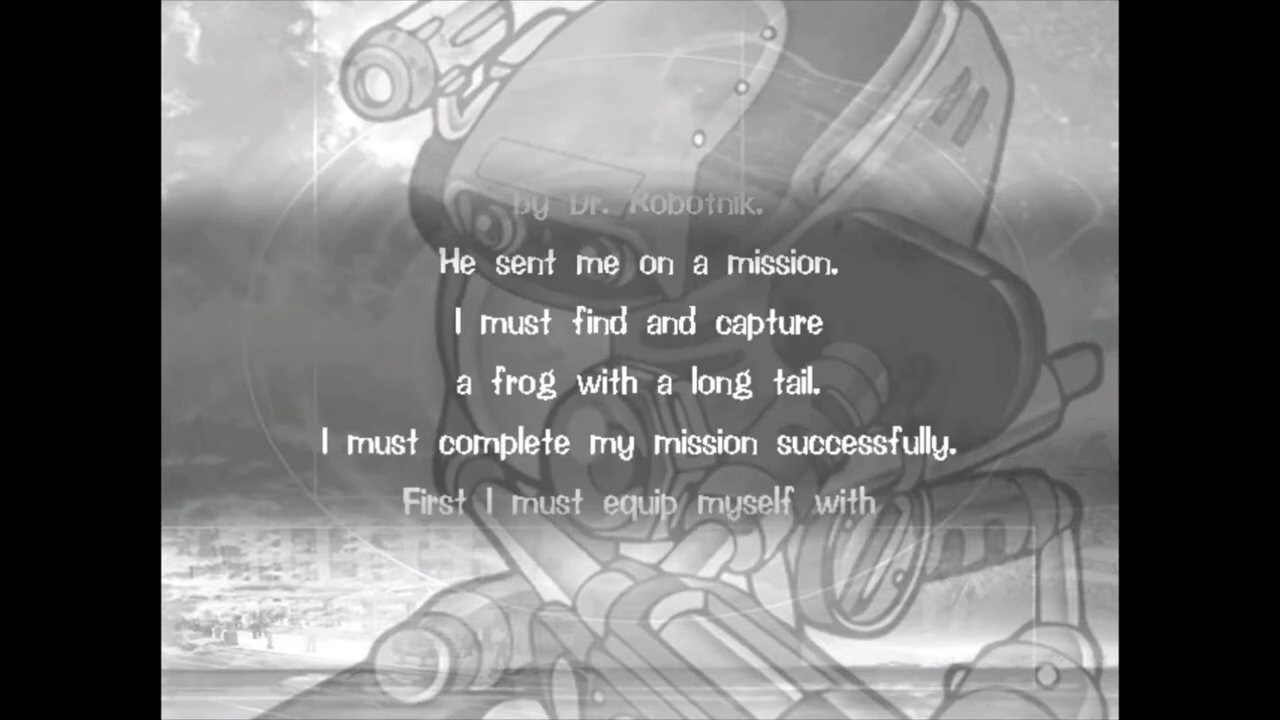 by Dr. Robotnik.
He sent me on a mission.
I must find and capture
a frog with a long tail.
I must complete my mission successfully.
First I must equip myself with